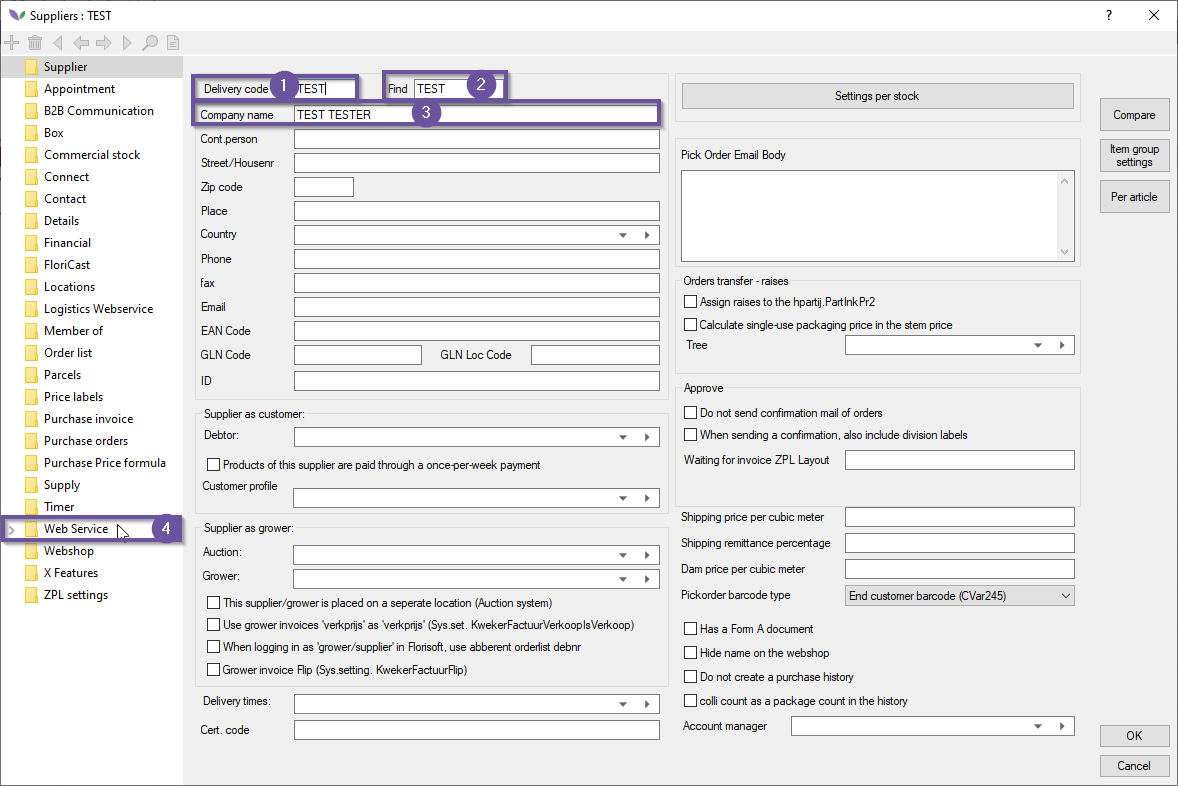 Suppliers : TEST
?
Supplier
Appointment
B2B Communication
Box
Commercial stock
Connect
Contact
Details
Financial
FloriCast
Locations
Logistics Webservice
Member of
Order list
Parcels
Price labels
Purchase invoice
Purchase orders
Purchase Price formula
Supply
Timer
Web Service 4
Webshop
X Features
ZPL settings
Delivery code 1 TEST Find TEST 2
Company name TEST TESTER 3
Cont.person
Street/Housenr
Zip code
Place
Country
Phone
fax
Email
EAN Code
GLN Code GLN Loc Code
ID
Supplier as customer:
Debtor:
Products of this supplier are paid through a once-per-week payment
Customer profile
Supplier as grower:
Auction:
Grower:
This supplier/grower is placed on a seperate location (Auction system)
Use grower invoices 'verkprijs' as 'verkprijs' (Sys.set. KwekerFactuurVerkoopIsVerkoop)
When logging in as 'grower/supplier' in Florisoft, use abberent orderlist debnr
Grower invoice Flip (Sys.setting. KwekerFactuurFlip)
Delivery times:
Cert. code
Settings per stock
Pick Order Email Body
Orders transfer - raises
Assign raises to the hpartij.PartInkPr2
Calculate single-use packaging price in the stem price
Tree
Approve
Do not send confirmation mail of orders
When sending a confirmation, also include division labels
Waiting for invoice ZPL Layout
Shipping price per cubic meter
Shipping remittance percentage
Dam price per cubic meter
Pickorder barcode type End customer barcode (CVar245)
Has a Form A document
Hide name on the webshop
Do not create a purchase history
colli count as a package count in the history
Account manager
Compare
Item group
settings
Per article
OK
Cancel